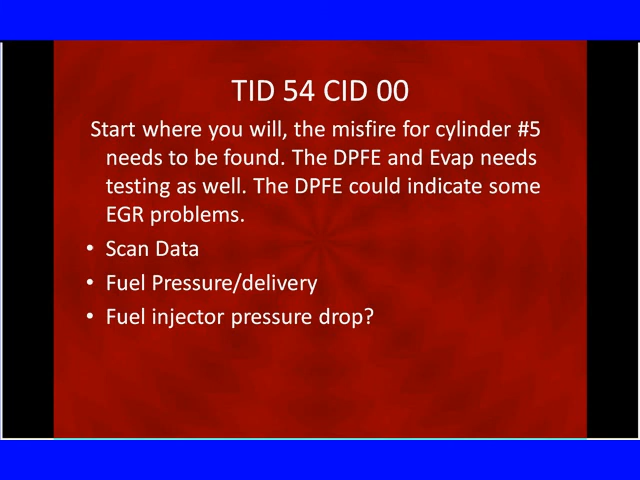 TID 54 CID 00
Start where you will, the misfire for cylinder #5
needs to be found. The DPFE and Evap needs
testing as well. The DPFE could indicate some
EGR problems.
• Scan Data
• Fuel Pressure/delivery
• Fuel injector pressure drop?